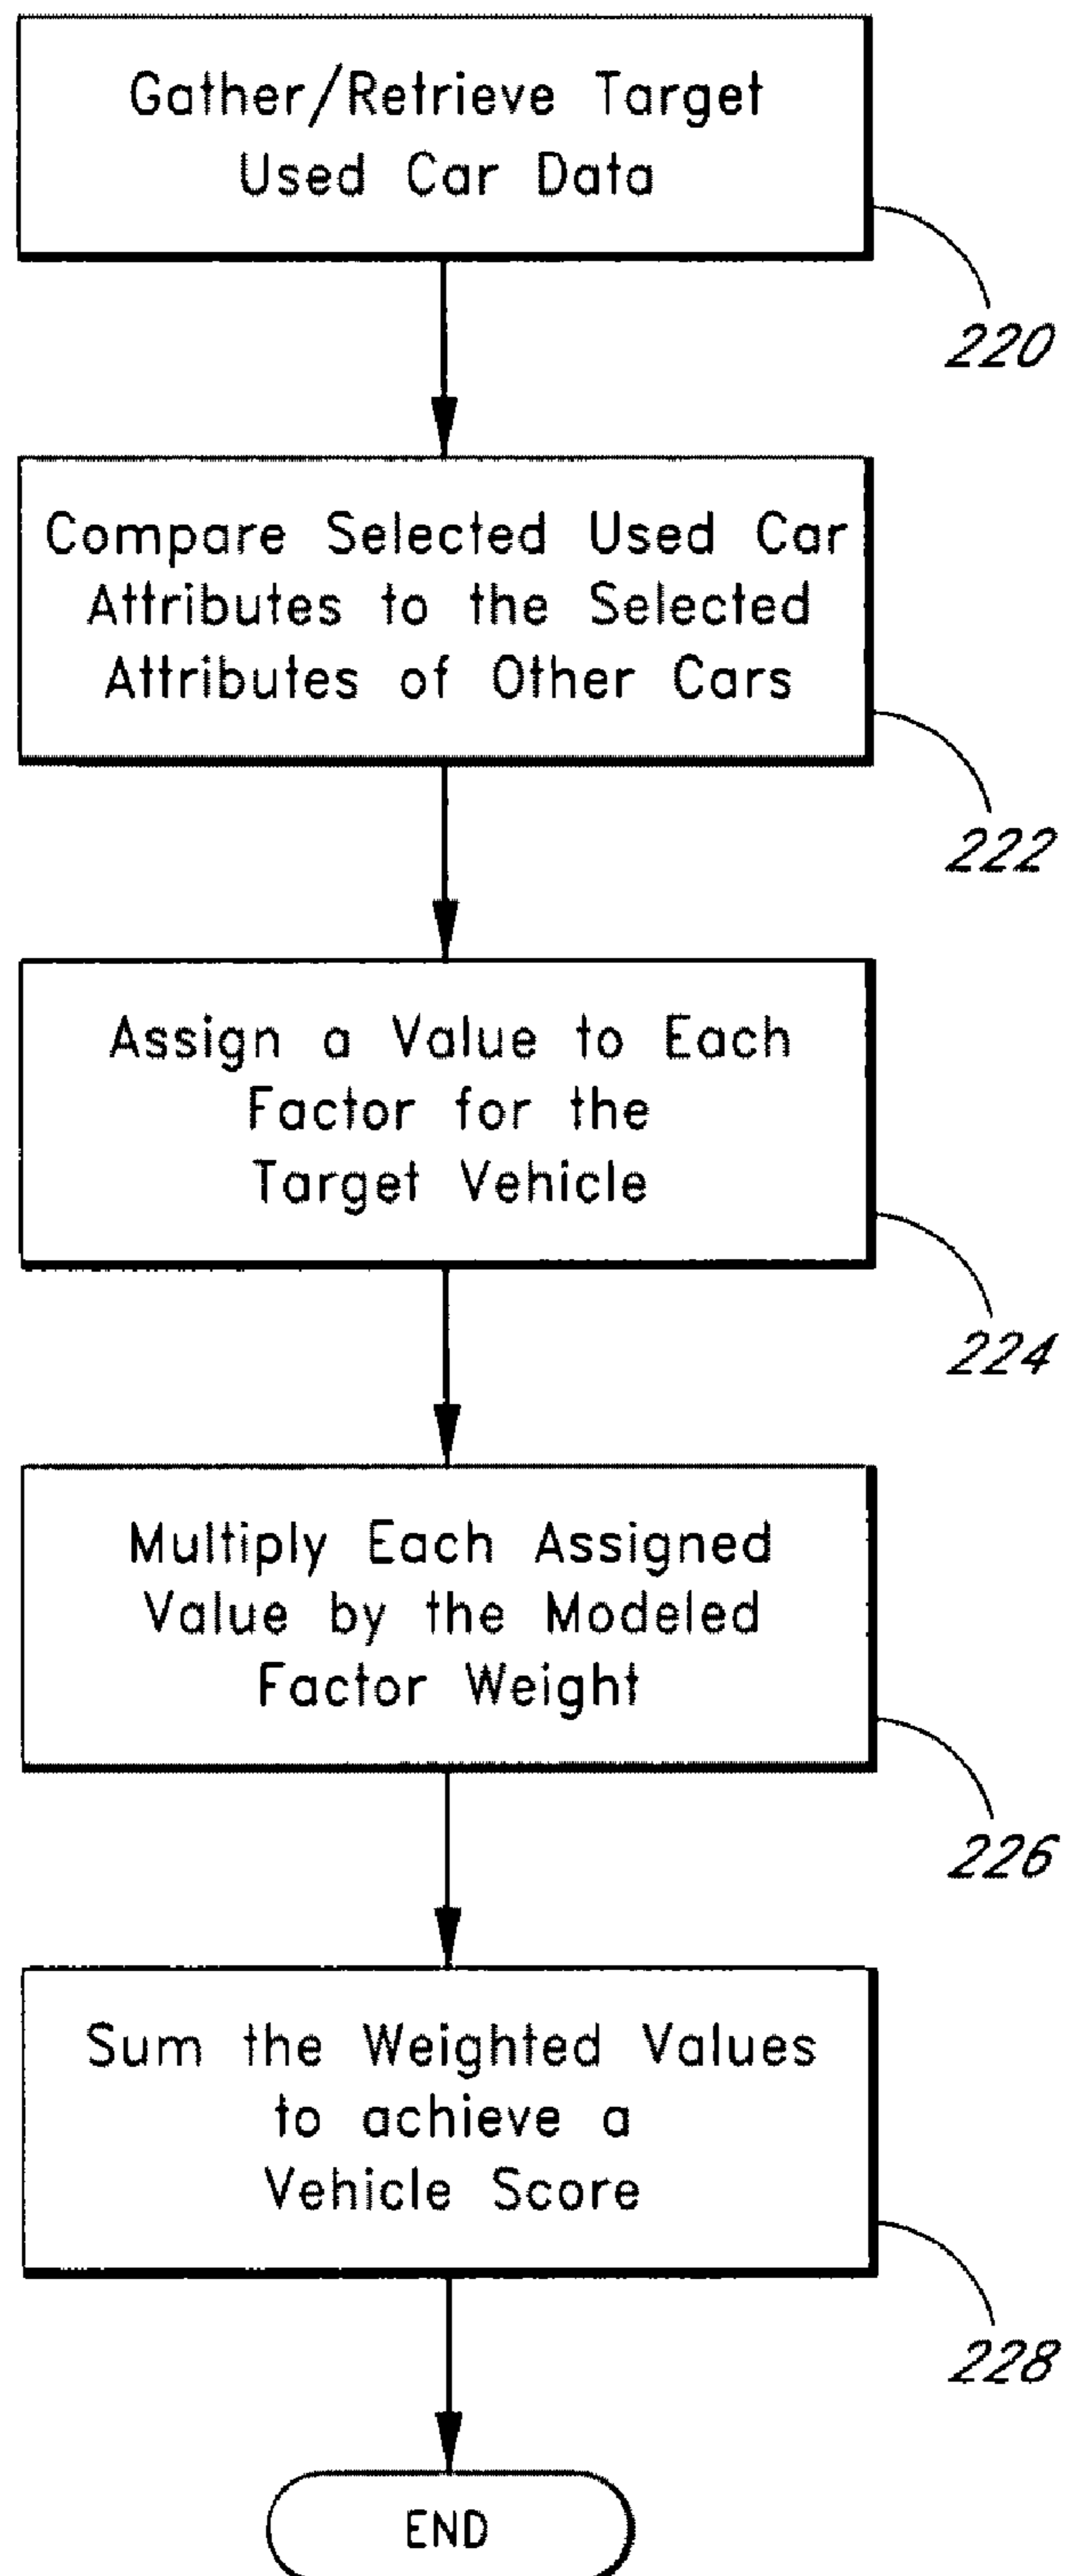 Gather/Retrieve Target
Used Car Data
220
Compare Selected Used Car
Attributes to the Selected
Attributes of Other Cars
222
Assign a Value to Each
Factor for the
Target Vehicle
224
Multiply Each Assigned
Value by the Modeled
Factor Weight
226
Sum the Weighted Values
to achieve a
Vehicle Score
228
END